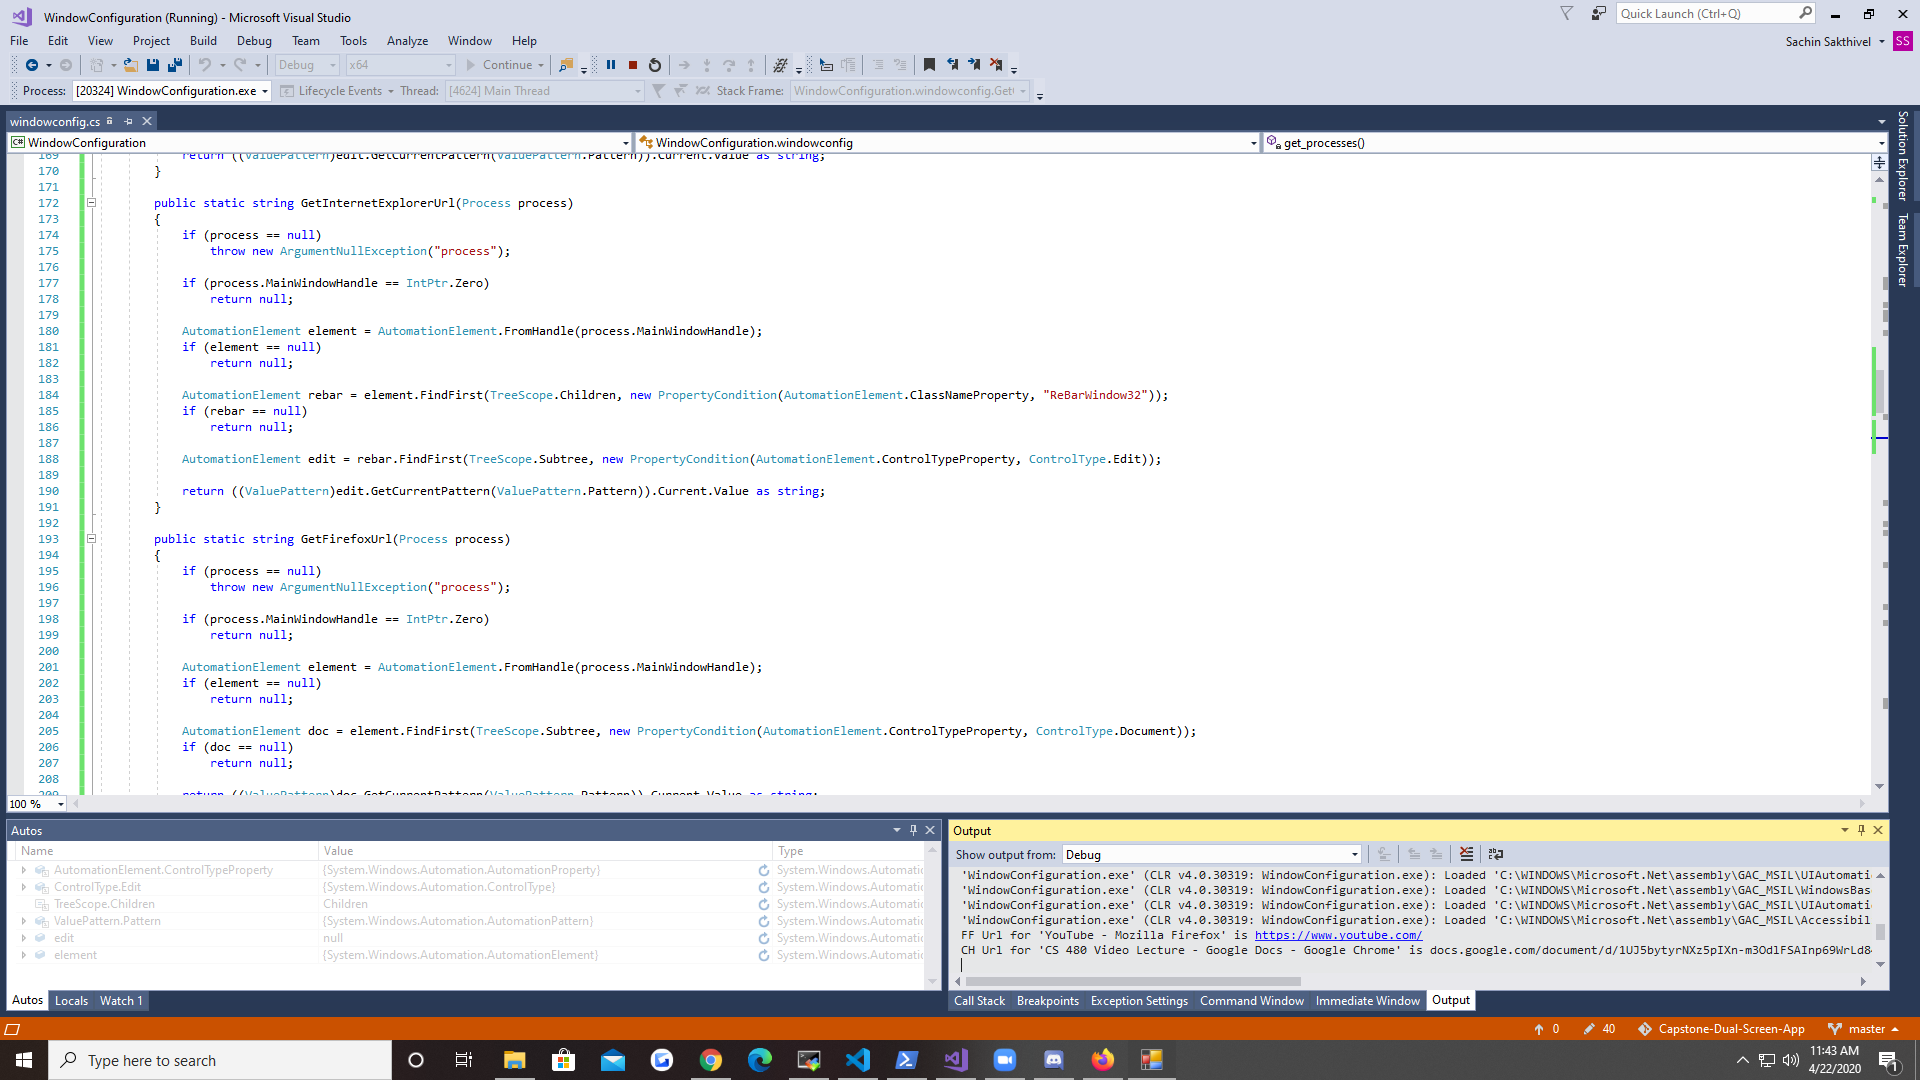 WindowConfiguration (Running) - Microsoft Visual Studio
Quick Launch (Ctrl+Q)
File Edit View Project Build Debug Team Tools Analyze Window Help
Sachin Sakthivel SS
Debug x64 Continue
Process: [20324] WindowConfiguration.exe Lifecycle Events Thread: [4624] Main Thread Stack Frame: WindowConfiguration.windowconfig.Get
windowconfig.cs
WindowConfiguration WindowConfiguration.windowconfig get_processes()
169 return ((ValuePattern)edit.GetCurrentPattern(ValuePattern.Pattern)).Current.Value as string;
170 }
171
172 public static string GetInternetExplorerUrl(Process process)
173 {
174 if (process == null)
175 throw new ArgumentNullException("process");
176
177 if (process.MainWindowHandle == IntPtr.Zero)
178 return null;
179
180 AutomationElement element = AutomationElement.FromHandle(process.MainWindowHandle);
181 if (element == null)
182 return null;
183
184 AutomationElement rebar = element.FindFirst(TreeScope.Children, new PropertyCondition(AutomationElement.ClassNameProperty, "ReBarWindow32"));
185 if (rebar == null)
186 return null;
187
188 AutomationElement edit = rebar.FindFirst(TreeScope.Subtree, new PropertyCondition(AutomationElement.ControlTypeProperty, ControlType.Edit));
189
190 return ((ValuePattern)edit.GetCurrentPattern(ValuePattern.Pattern)).Current.Value as string;
191 }
192
193 public static string GetFirefoxUrl(Process process)
194 {
195 if (process == null)
196 throw new ArgumentNullException("process");
197
198 if (process.MainWindowHandle == IntPtr.Zero)
199 return null;
200
201 AutomationElement element = AutomationElement.FromHandle(process.MainWindowHandle);
202 if (element == null)
203 return null;
204
205 AutomationElement doc = element.FindFirst(TreeScope.Subtree, new PropertyCondition(AutomationElement.ControlTypeProperty, ControlType.Document));
206 if (doc == null)
207 return null;
208
209 return ((ValuePattern)doc.GetCurrentPattern(ValuePattern.Pattern)).Current.Value as string;
100 %
Solution Explorer
Team Explorer
Autos
Name Value Type
AutomationElement.ControlTypeProperty {System.Windows.Automation.AutomationProperty} System.Windows.Automatic
ControlType.Edit {System.Windows.Automation.ControlType} System.Windows.Automatic
TreeScope.Children Children System.Windows.Automatic
ValuePattern.Pattern {System.Windows.Automation.AutomationPattern} System.Windows.Automatic
edit null System.Windows.Automatic
element {System.Windows.Automation.AutomationElement} System.Windows.Automatic
Autos Locals Watch 1
Output
Show output from: Debug
'WindowConfiguration.exe' (CLR v4.0.30319: WindowConfiguration.exe): Loaded 'C:\WINDOWS\Microsoft.Net\assembly\GAC_MSIL\UIAutomati
'WindowConfiguration.exe' (CLR v4.0.30319: WindowConfiguration.exe): Loaded 'C:\WINDOWS\Microsoft.Net\assembly\GAC_MSIL\WindowsBas
'WindowConfiguration.exe' (CLR v4.0.30319: WindowConfiguration.exe): Loaded 'C:\WINDOWS\Microsoft.Net\assembly\GAC_MSIL\UIAutomati
'WindowConfiguration.exe' (CLR v4.0.30319: WindowConfiguration.exe): Loaded 'C:\WINDOWS\Microsoft.Net\assembly\GAC_MSIL\Accessibil
FF Url for 'YouTube - Mozilla Firefox' is https://www.youtube.com/
CH Url for 'CS 480 Video Lecture - Google Docs - Google Chrome' is docs.google.com/document/d/1UJ5bytyrNXz5pIXn-m3OdlFSAInp69WrLd8
Call Stack Breakpoints Exception Settings Command Window Immediate Window Output
0 40 Capstone-Dual-Screen-App master
Type here to search
11:43 AM
4/22/2020
1